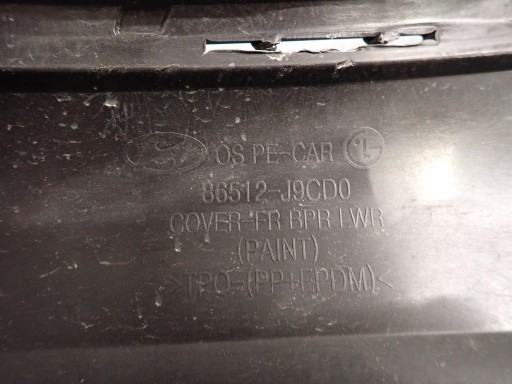 OS PE-CAR
86512-J9CD0
COVER-FR BPR LWR
(PAINT)
>TPO-(PP+EPDM)<